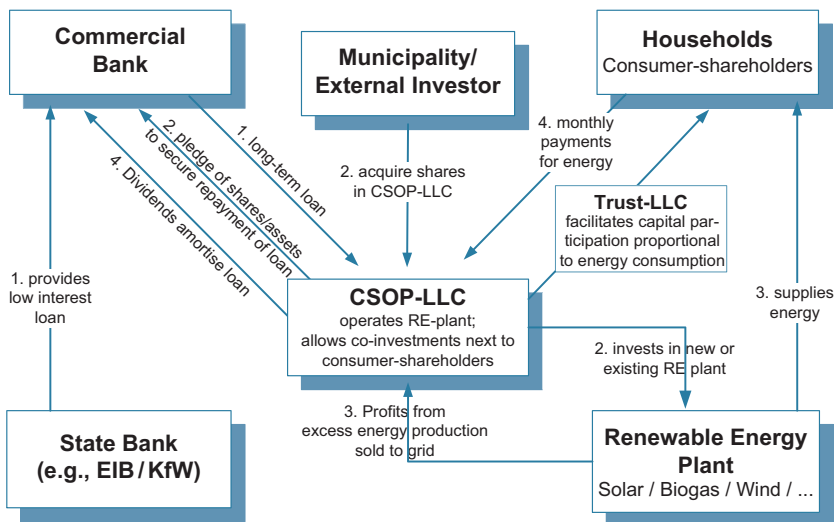 Commercial
Bank
Municipality/
External Investor
Households
Consumer-shareholders
1. long-term loan
2. pledge of shares/assets
to secure repayment of loan
4. Dividends amortise loan
2. acquire shares
in CSOP-LLC
4. monthly
payments
for energy
Trust-LLC
facilitates capital par-
ticipation proportional
to energy consumption
1. provides
low interest
loan
CSOP-LLC
operates RE-plant;
allows co-investments next to
consumer-shareholders
3. supplies
energy
2. invests in new or
existing RE plant
3. Profits from
excess energy production
sold to grid
State Bank
(e.g., EIB / KfW)
Renewable Energy
Plant
Solar / Biogas / Wind / ...